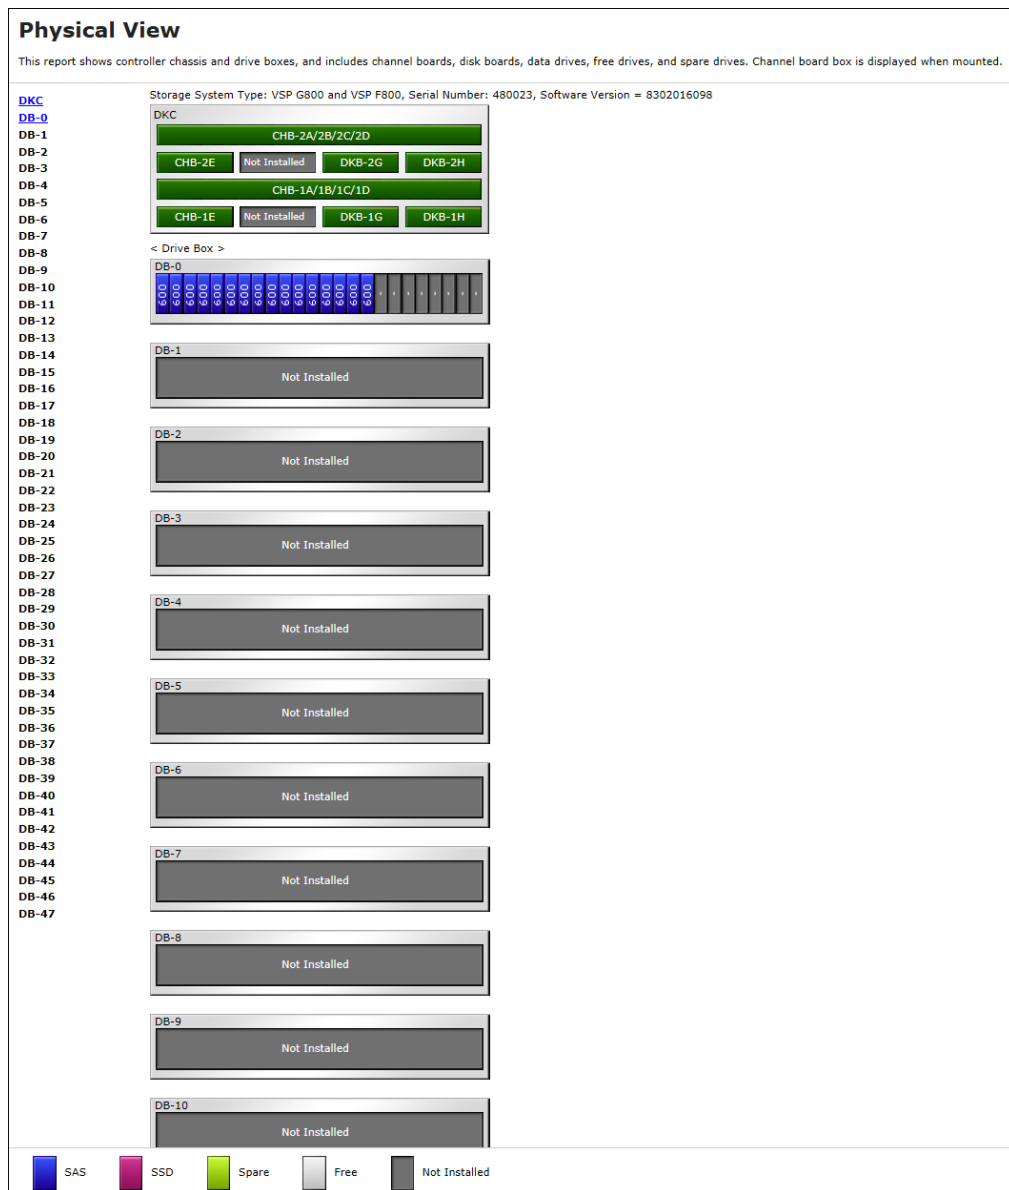 Physical View
This report shows controller chassis and drive boxes, and includes channel boards, disk boards, data drives, free drives, and spare drives. Channel board box is displayed when mounted.
DKC
DB-0
DB-1
DB-2
DB-3
DB-4
DB-5
DB-6
DB-7
DB-8
DB-9
DB-10
DB-11
DB-12
DB-13
DB-14
DB-15
DB-16
DB-17
DB-18
DB-19
DB-20
DB-21
DB-22
DB-23
DB-24
DB-25
DB-26
DB-27
DB-28
DB-29
DB-30
DB-31
DB-32
DB-33
DB-34
DB-35
DB-36
DB-37
DB-38
DB-39
DB-40
DB-41
DB-42
DB-43
DB-44
DB-45
DB-46
DB-47
Storage System Type: VSP G800 and VSP F800, Serial Number: 480023, Software Version = 8302016098
DKC
CHB-2A/2B/2C/2D
CHB-2E Not Installed DKB-2G DKB-2H
CHB-1A/1B/1C/1D
CHB-1E Not Installed DKB-1G DKB-1H
< Drive Box >
DB-0
600 600 600 600 600 600 600 600 600 600 600 600 600 600 600 600 - - - - - - - -
DB-1
Not Installed
DB-2
Not Installed
DB-3
Not Installed
DB-4
Not Installed
DB-5
Not Installed
DB-6
Not Installed
DB-7
Not Installed
DB-8
Not Installed
DB-9
Not Installed
DB-10
Not Installed
SAS SSD Spare Free Not Installed